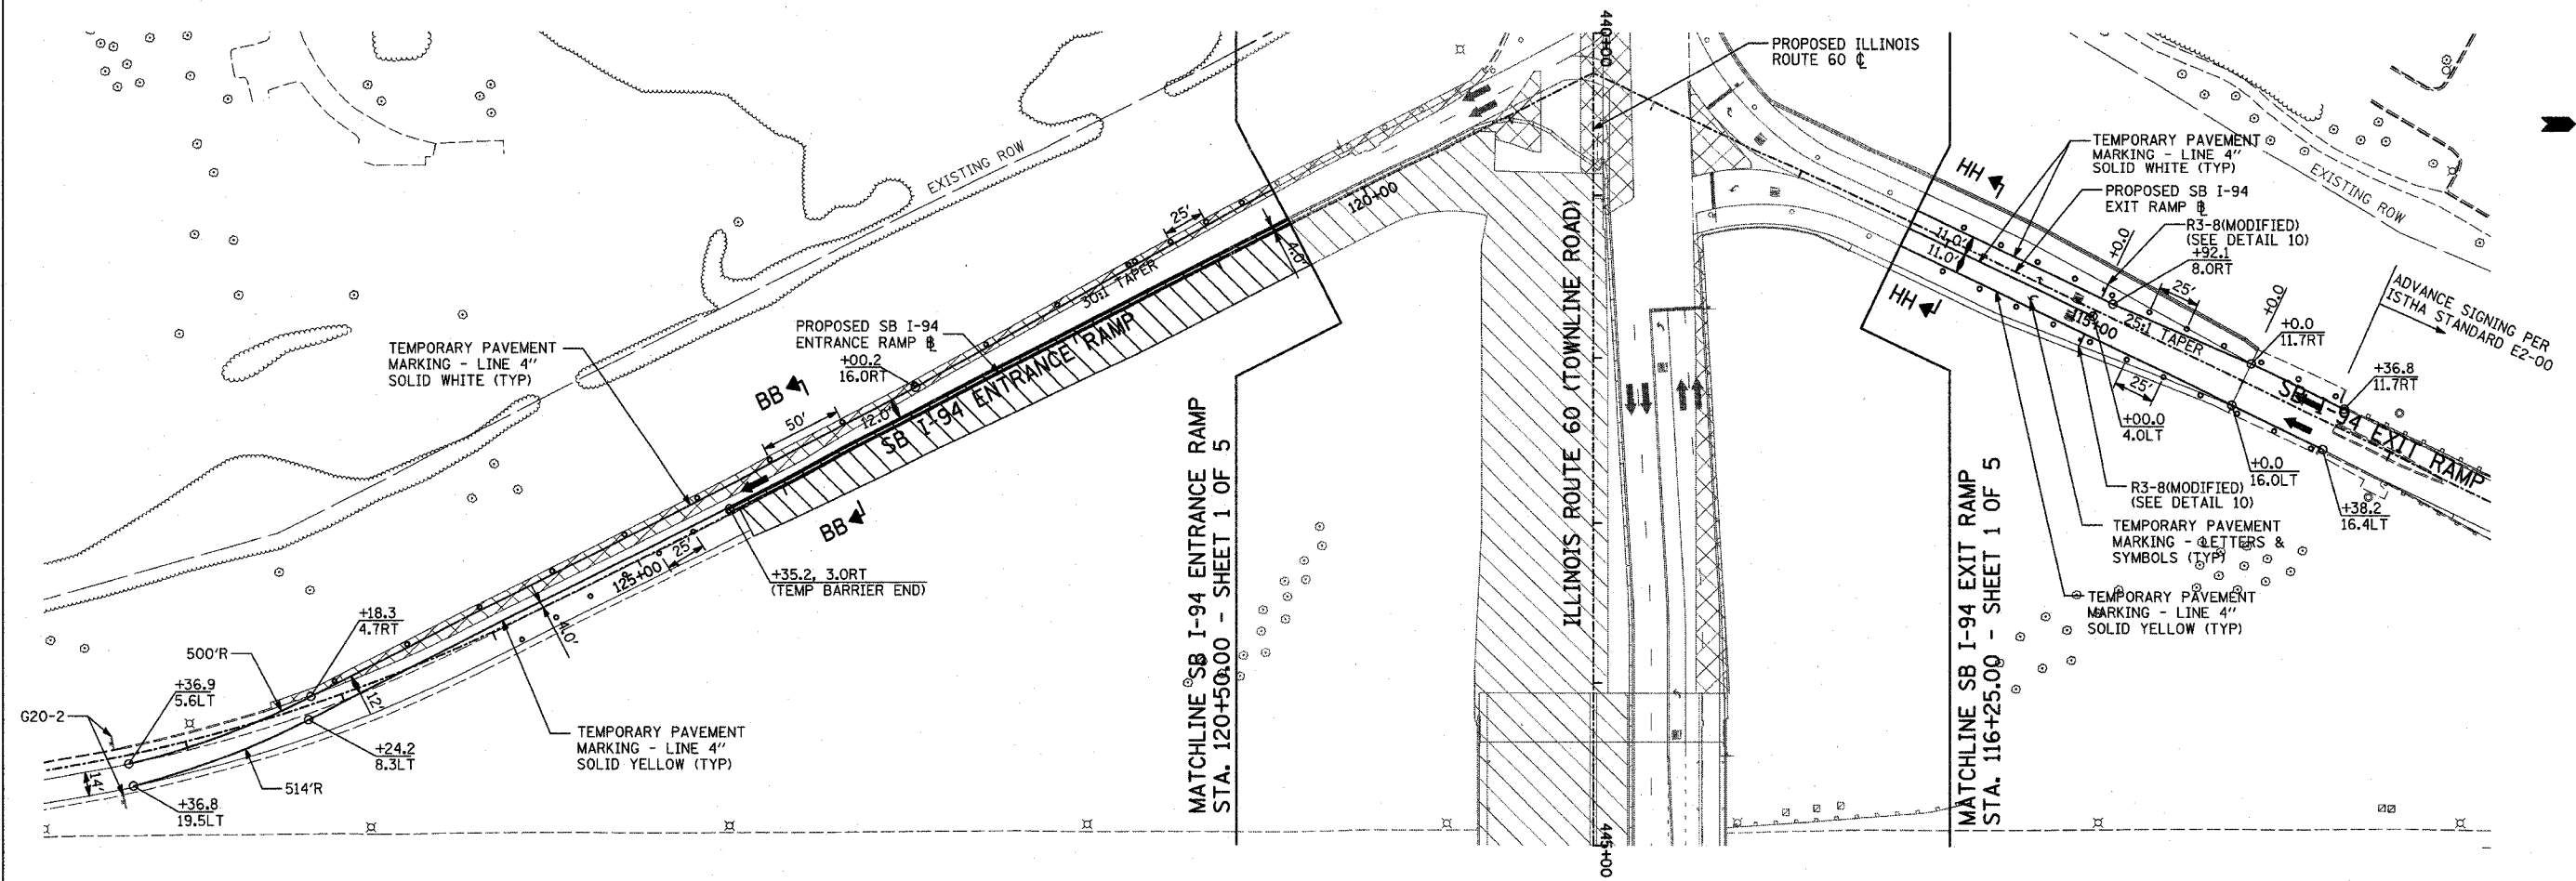 440+00
PROPOSED ILLINOIS
ROUTE 60 ℄
EXISTING ROW
120+00
25'
4.0'
30:1 TAPER
PROPOSED SB I-94
ENTRANCE RAMP ⅊
+00.2
16.0RT
TEMPORARY PAVEMENT
MARKING - LINE 4"
SOLID WHITE (TYP)
BB
50'
12.0'
SB I-94 ENTRANCE RAMP
BB
25'
125+00
+35.2, 3.0RT
(TEMP BARRIER END)
4.0'
+18.3
4.7RT
500'R
+36.9
5.6LT
G20-2
12'
14'
+24.2
8.3LT
514'R
+36.8
19.5LT
TEMPORARY PAVEMENT
MARKING - LINE 4"
SOLID YELLOW (TYP)
MATCHLINE SB I-94 ENTRANCE RAMP
STA. 120+50.00 - SHEET 1 OF 5
ILLINOIS ROUTE 60 (TOWNLINE ROAD)
445+00
MATCHLINE SB I-94 EXIT RAMP
STA. 116+25.00 - SHEET 1 OF 5
HH
HH
11.0'
11.0'
TEMPORARY PAVEMENT
MARKING - LINE 4"
SOLID WHITE (TYP)
PROPOSED SB I-94
EXIT RAMP ⅊
R3-8(MODIFIED)
(SEE DETAIL 10)
+92.1
8.0RT
+0.0
25'
115+00
25:1 TAPER
25'
+0.0
+0.0
11.7RT
EXISTING ROW
ADVANCE SIGNING PER
ISTHA STANDARD E2-00
+36.8
11.7RT
SB I-94 EXIT RAMP
+00.0
4.0LT
+0.0
16.0LT
+38.2
16.4LT
R3-8(MODIFIED)
(SEE DETAIL 10)
TEMPORARY PAVEMENT
MARKING - LETTERS &
SYMBOLS (TYP)
TEMPORARY PAVEMENT
MARKING - LINE 4"
SOLID YELLOW (TYP)